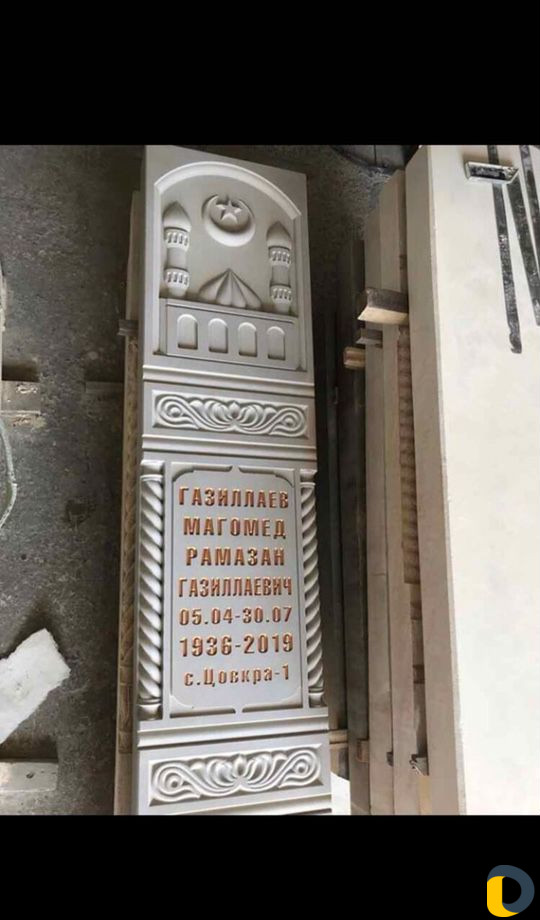 ГАЗИЛЛАЕВ
МАГОМЕД
РАМАЗАН
ГАЗИЛЛАЕВИЧ
05.04-30.07
1936-2019
с.Цовкра-1